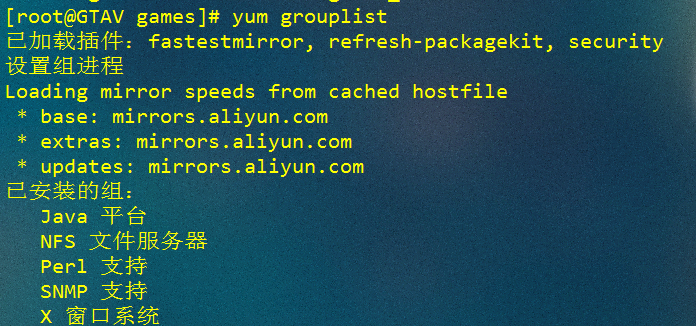 [root@GTAV games]# yum grouplist
已加载插件：fastestmirror, refresh-packagekit, security
设置组进程
Loading mirror speeds from cached hostfile
 * base: mirrors.aliyun.com
 * extras: mirrors.aliyun.com
 * updates: mirrors.aliyun.com
已安装的组：
   Java 平台
   NFS 文件服务器
   Perl 支持
   SNMP 支持
   X 窗口系统